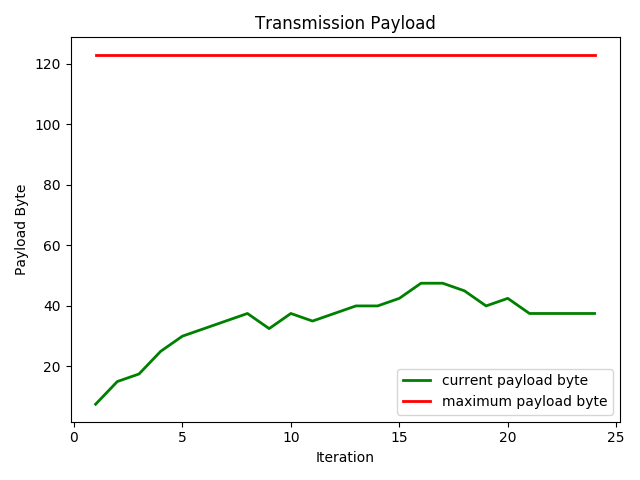 Transmission Payload
Payload Byte
120
100
80
60
40
20
0
5
10
15
20
25
Iteration
current payload byte
maximum payload byte